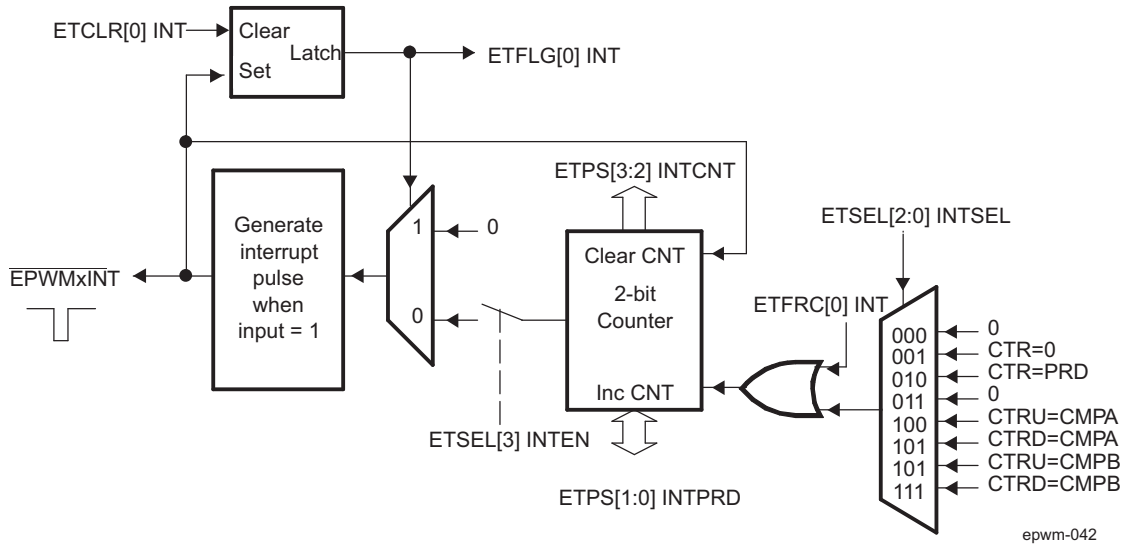 ETCLR[0] INT
Clear
Latch
Set
ETFLG[0] INT
ETPS[3:2] INTCNT
ETSEL[2:0] INTSEL
Generate
interrupt
pulse
when
input = 1
1
0
0
EPWMxINT
Clear CNT
2-bit
Counter
Inc CNT
ETFRC[0] INT
000
001
010
011
100
101
101
111
0
CTR=0
CTR=PRD
0
CTRU=CMPA
CTRD=CMPA
CTRU=CMPB
CTRD=CMPB
ETSEL[3] INTEN
ETPS[1:0] INTPRD
epwm-042